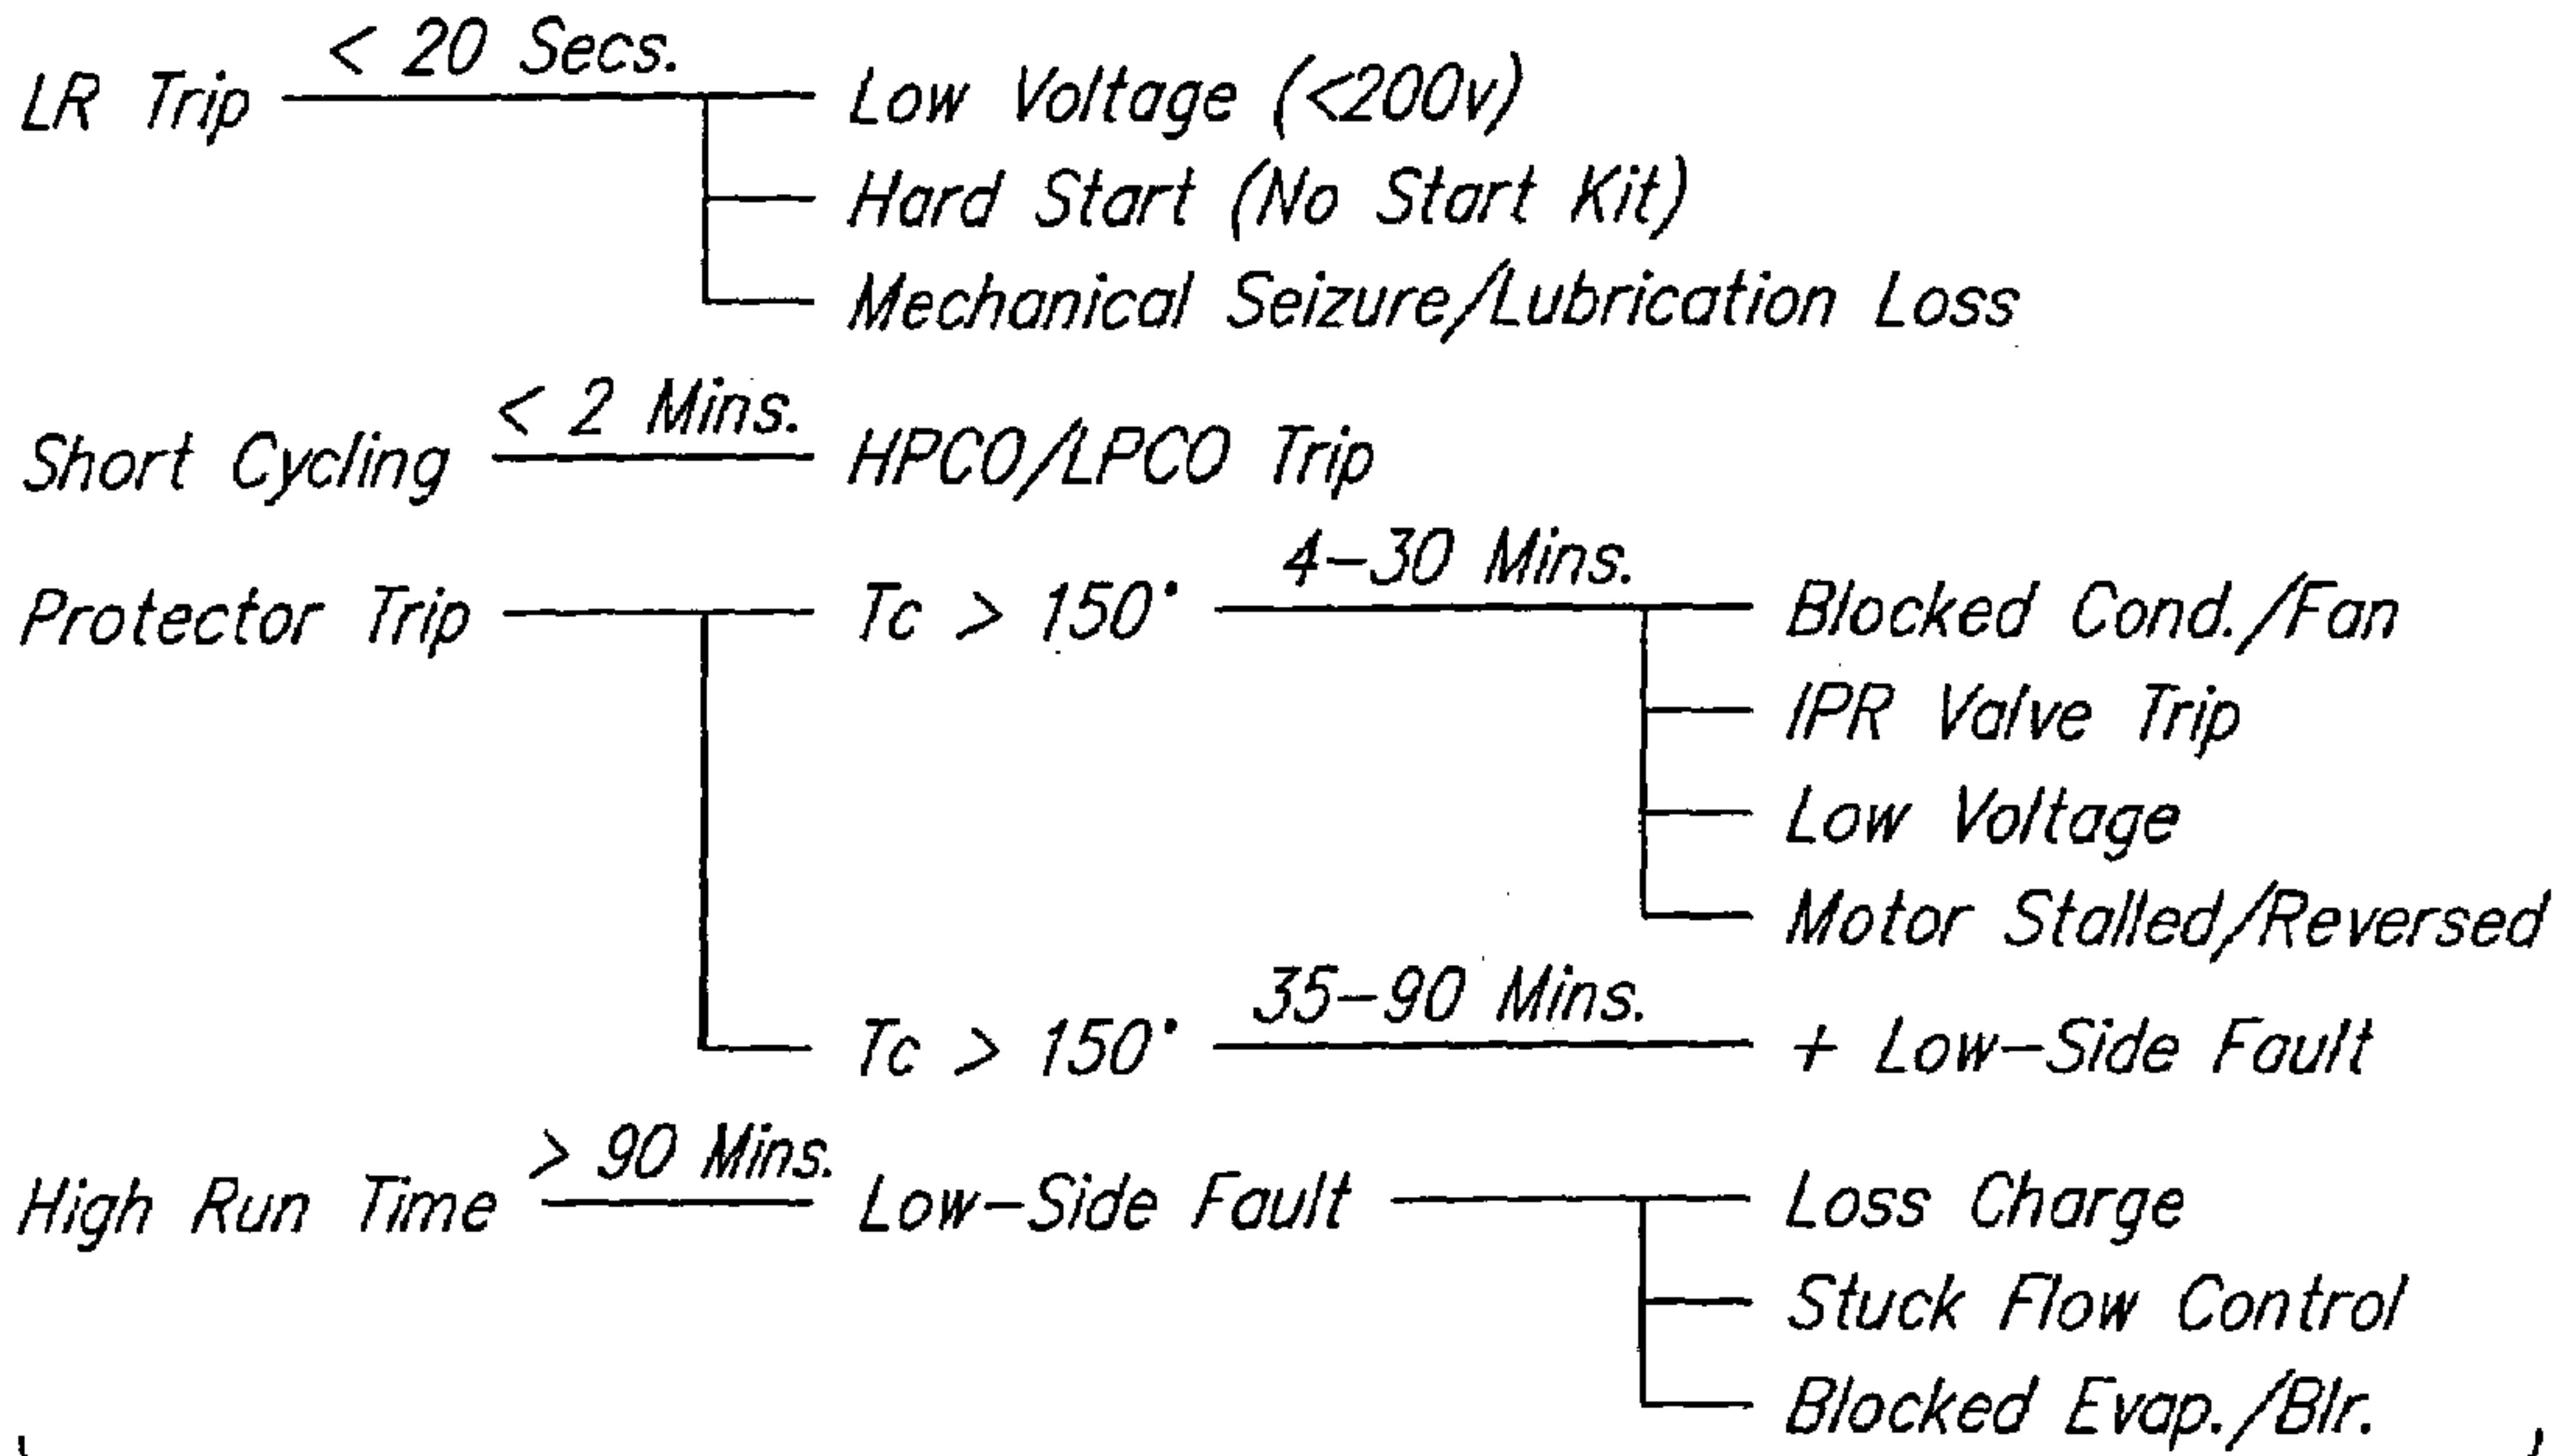 < 20 Secs.
LR Trip
Low Voltage (<200v)
Hard Start (No Start Kit)
Mechanical Seizure/Lubrication Loss
< 2 Mins.
Short Cycling
HPCO/LPCO Trip
4-30 Mins.
Protector Trip
Tc > 150°
Blocked Cond./Fan
IPR Valve Trip
Low Voltage
Motor Stalled/Reversed
35-90 Mins.
Tc > 150°
+ Low-Side Fault
> 90 Mins.
High Run Time
Low-Side Fault
Loss Charge
Stuck Flow Control
Blocked Evap./Blr.